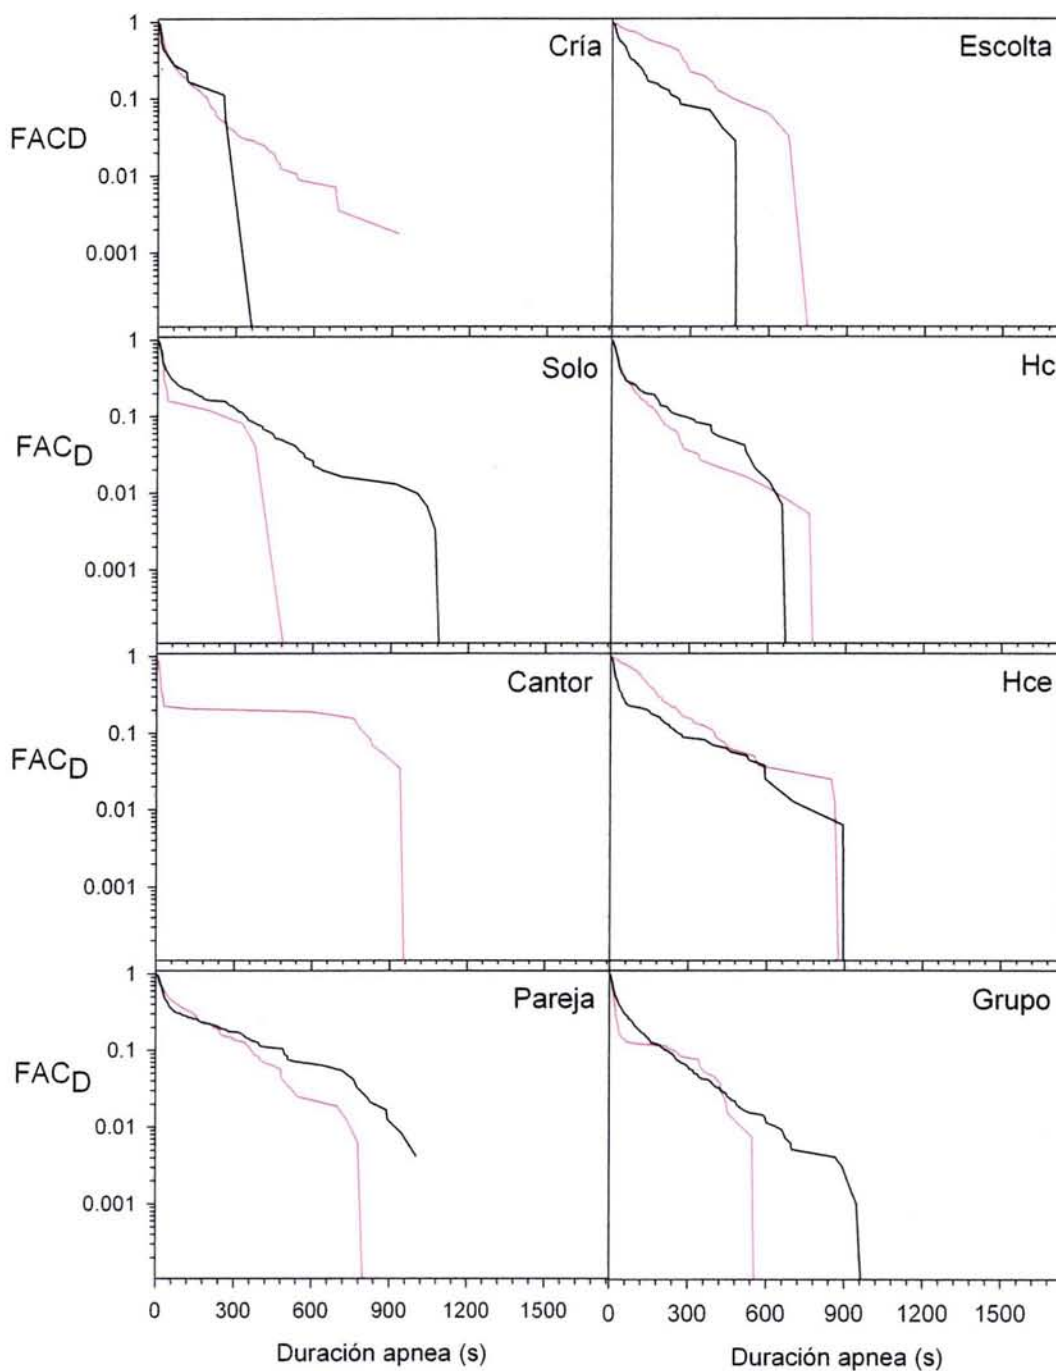 1
Cría
Escolta
0.1
FACD
0.01
0.001
1
Solo
Hc
0.1
FACD
0.01
0.001
1
Cantor
Hce
0.1
FACD
0.01
0.001
1
Pareja
Grupo
0.1
FACD
0.01
0.001
0 300 600 900 1200 1500 0 300 600 900 1200 1500
Duración apnea (s) Duración apnea (s)